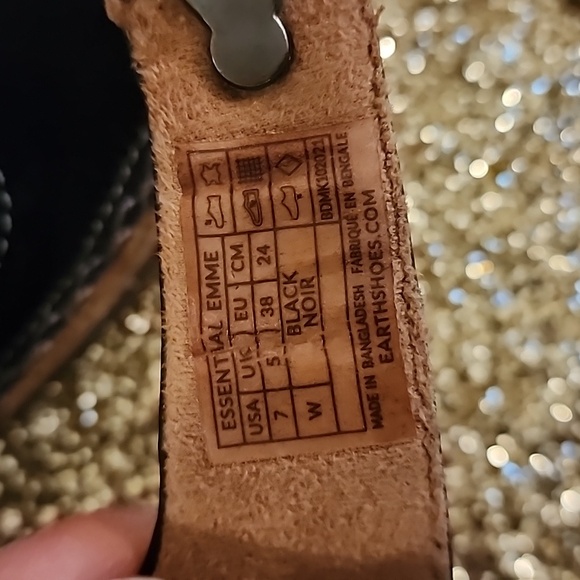 ESSENTIAL EMME
USA UK EU CM
7 5 38 24
W BLACK
NOIR
BDMK102021
MADE IN BANGLADESH FABRIQUÉ EN BENGALE
EARTHSHOES.COM